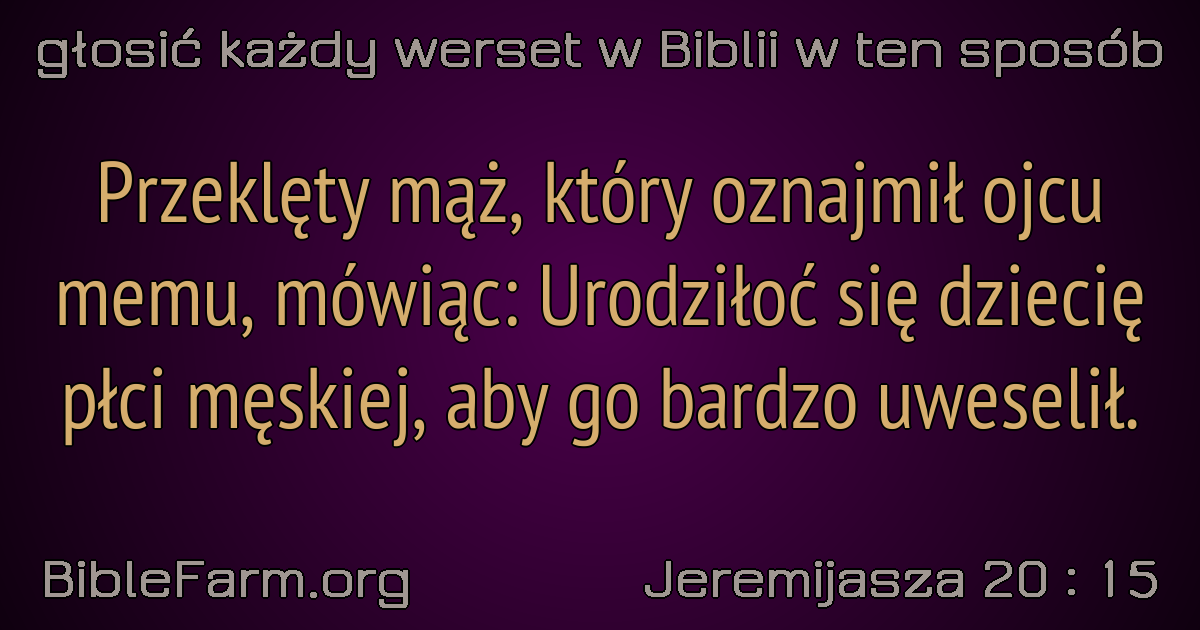 głosić każdy werset w Biblii w ten sposób
Przeklęty mąż, który oznajmił ojcu
memu, mówiąc: Urodziłoć się dziecię
płci męskiej, aby go bardzo uweselił.
BibleFarm.org
Jeremijasza 20 : 15